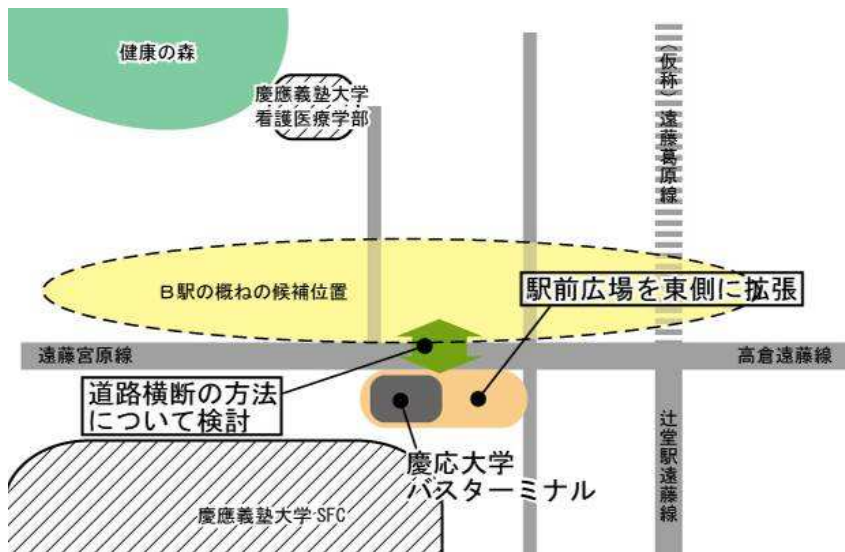 健康の森
慶應義塾大学
看護医療学部
(仮称)遠藤葛原線
B駅の概ねの候補位置
駅前広場を東側に拡張
遠藤宮原線
高倉遠藤線
道路横断の方法
について検討
慶応大学
バスターミナル
辻堂駅遠藤線
慶應義塾大学SFC